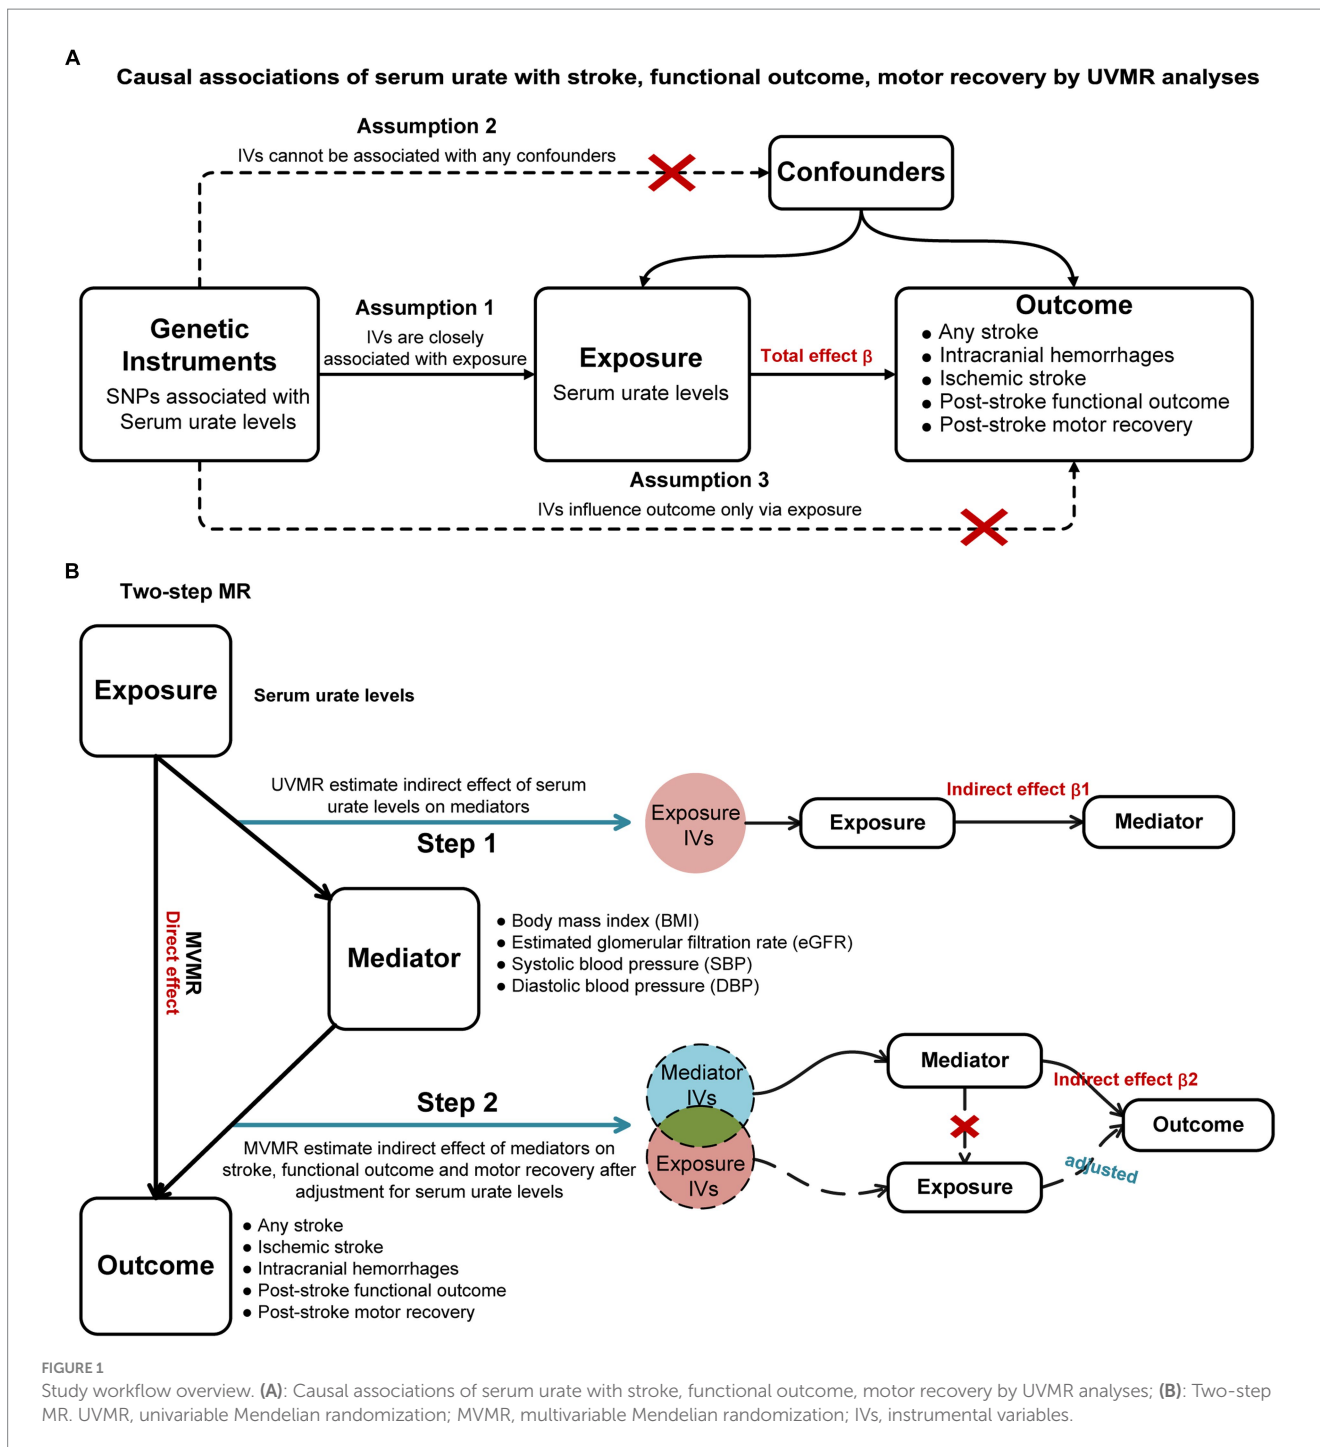 A
Causal associations of serum urate with stroke, functional outcome, motor recovery by UVMR analyses
Assumption 2
IVs cannot be associated with any confounders
Confounders
Genetic
Instruments
SNPs associated with
Serum urate levels
Assumption 1
IVs are closely
associated with exposure
Exposure
Serum urate levels
Total effect β
Outcome
● Any stroke
● Intracranial hemorrhages
● Ischemic stroke
● Post-stroke functional outcome
● Post-stroke motor recovery
Assumption 3
IVs influence outcome only via exposure
B
Two-step MR
Exposure
Serum urate levels
UVMR estimate indirect effect of serum
urate levels on mediators
Step 1
Exposure
IVs
Exposure
Indirect effect β1
Mediator
MVMR
Direct effect
Mediator
● Body mass index (BMI)
● Estimated glomerular filtration rate (eGFR)
● Systolic blood pressure (SBP)
● Diastolic blood pressure (DBP)
Step 2
MVMR estimate indirect effect of mediators on
stroke, functional outcome and motor recovery after
adjustment for serum urate levels
Mediator
IVs
Exposure
IVs
Mediator
Indirect effect β2
Outcome
Exposure
adjusted
Outcome
● Any stroke
● Ischemic stroke
● Intracranial hemorrhages
● Post-stroke functional outcome
● Post-stroke motor recovery
FIGURE 1
Study workflow overview. (A): Causal associations of serum urate with stroke, functional outcome, motor recovery by UVMR analyses; (B): Two-step
MR. UVMR, univariable Mendelian randomization; MVMR, multivariable Mendelian randomization; IVs, instrumental variables.